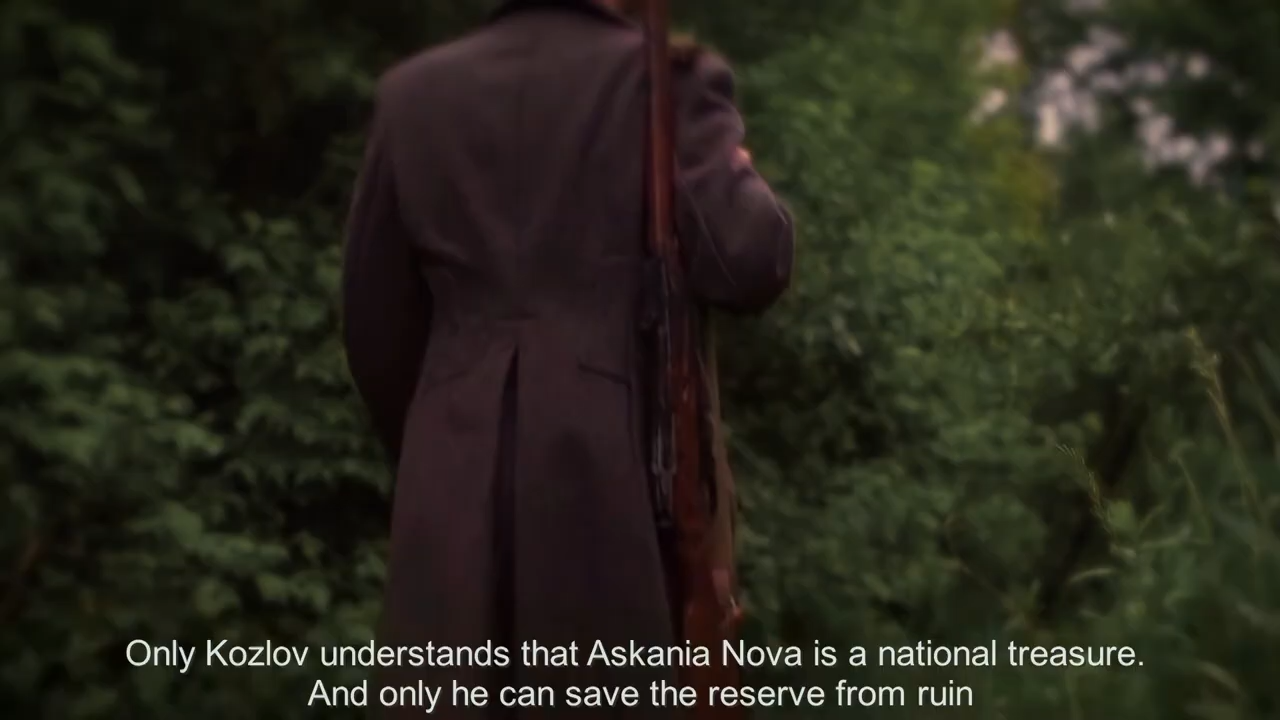 Only Kozlov understands that Askania Nova is a national treasure.
And only he can save the reserve from ruin